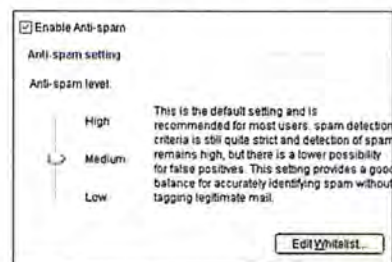 Enable Anti-spam
Anti-spam setting
Anti-spam level:
High
Medium
Low
This is the default setting and is
recommended for most users. spam detection
criteria is still quite strict and detection of spam
remains high, but there is a lower possibility
for false positives. This setting provides a good
balance for accurately identifying spam without
tagging legitimate mail.
Edit Whitelist...